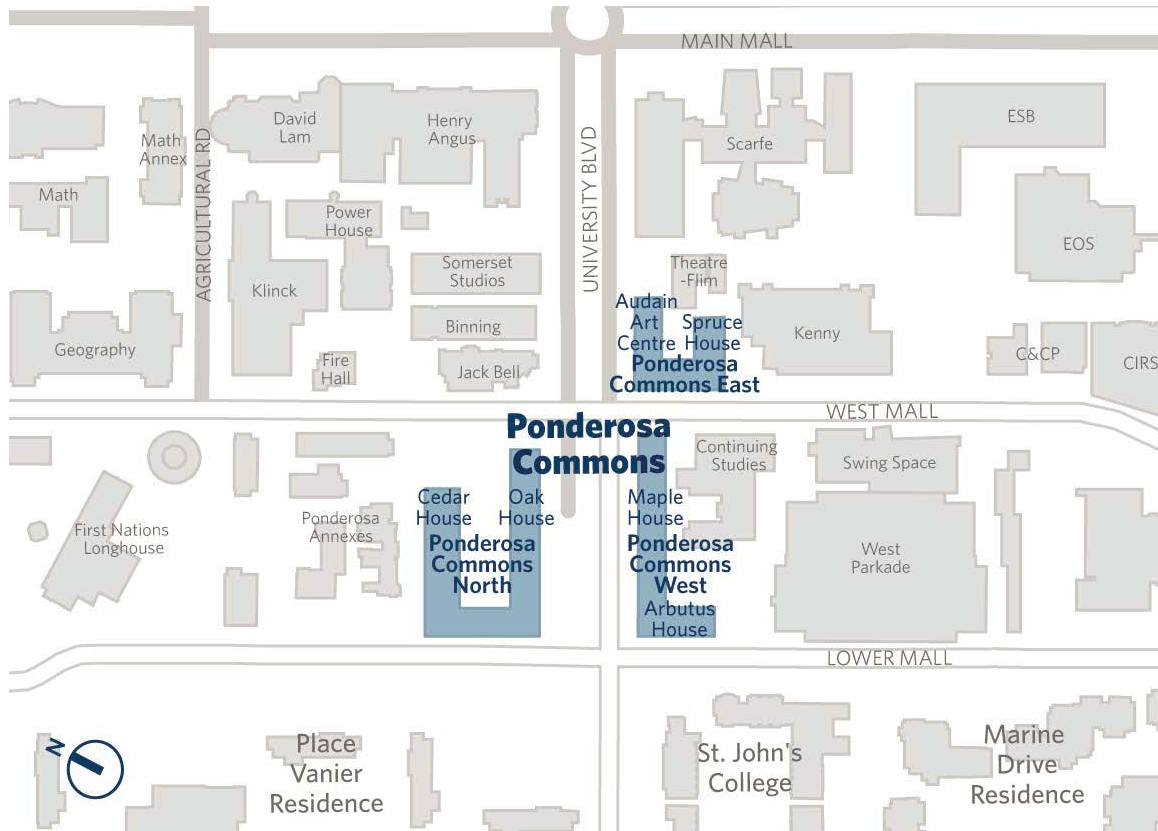 MAIN MALL
David
Lam
Henry
Angus
ESB
Math
Annex
Scarfe
AGRICULTURAL RD
UNIVERSITY BLVD
Math
Power
House
EOS
Somerset
Studios
Theatre
-Flim
Klinck
Audain
Art
Centre
Spruce
House
Binning
Kenny
Geography
Fire
Hall
Jack Bell
C&CP
CIRS
Ponderosa
Commons East
WEST MALL
Ponderosa
Commons
Continuing
Studies
Swing Space
Cedar
House
Oak
House
Maple
House
First Nations
Longhouse
Ponderosa
Annexes
Ponderosa
Commons
North
Ponderosa
Commons
West
West
Parkade
Arbutus
House
LOWER MALL
N
Place
Vanier
Residence
St. John's
College
Marine
Drive
Residence